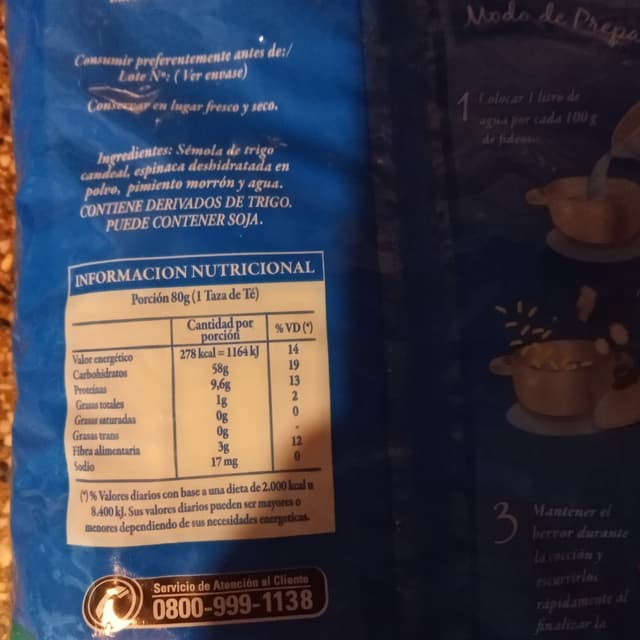 Consumir preferentemente antes de:/
Lote Nº: (Ver envase)
Conservar en lugar fresco y seco.
Ingredientes: Sémola de trigo
candeal, espinaca deshidratada en
polvo, pimiento morrón y agua.
CONTIENE DERIVADOS DE TRIGO.
PUEDE CONTENER SOJA.
INFORMACION NUTRICIONAL
Porción 80g (1 Taza de Té)
Cantidad por porción % VD (*)
Valor energético 278 kcal = 1164 kJ 14
Carbohidratos 58g 19
Proteínas 9,6g 13
Grasas totales 1g 2
Grasas saturadas 0g 0
Grasas trans 0g -
Fibra alimentaria 3g 12
Sodio 17 mg 0
(*) % Valores diarios con base a una dieta de 2.000 kcal u
8.400 kJ. Sus valores diarios pueden ser mayores o
menores dependiendo de sus necesidades energéticas.
Servicio de Atención al Cliente
0800-999-1138
Modo de Prepa
1 Colocar 1 litro de
agua por cada 100 g
de fideos
3 Mantener el
hervor durante
la cocción y
escurrirlos
rápidamente al
finalizar la